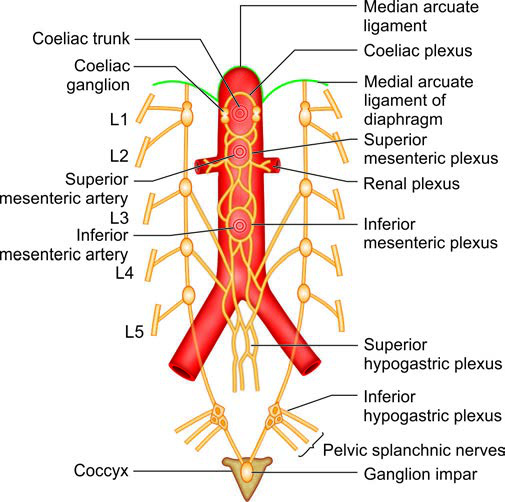 Median arcuate
ligament
Coeliac trunk
Coeliac plexus
Coeliac
ganglion
Medial arcuate
ligament of
diaphragm
L1
Superior
mesenteric plexus
L2
Superior
mesenteric artery
Renal plexus
L3
Inferior
mesenteric artery
Inferior
mesenteric plexus
L4
L5
Superior
hypogastric plexus
Inferior
hypogastric plexus
Pelvic splanchnic nerves
Coccyx
Ganglion impar